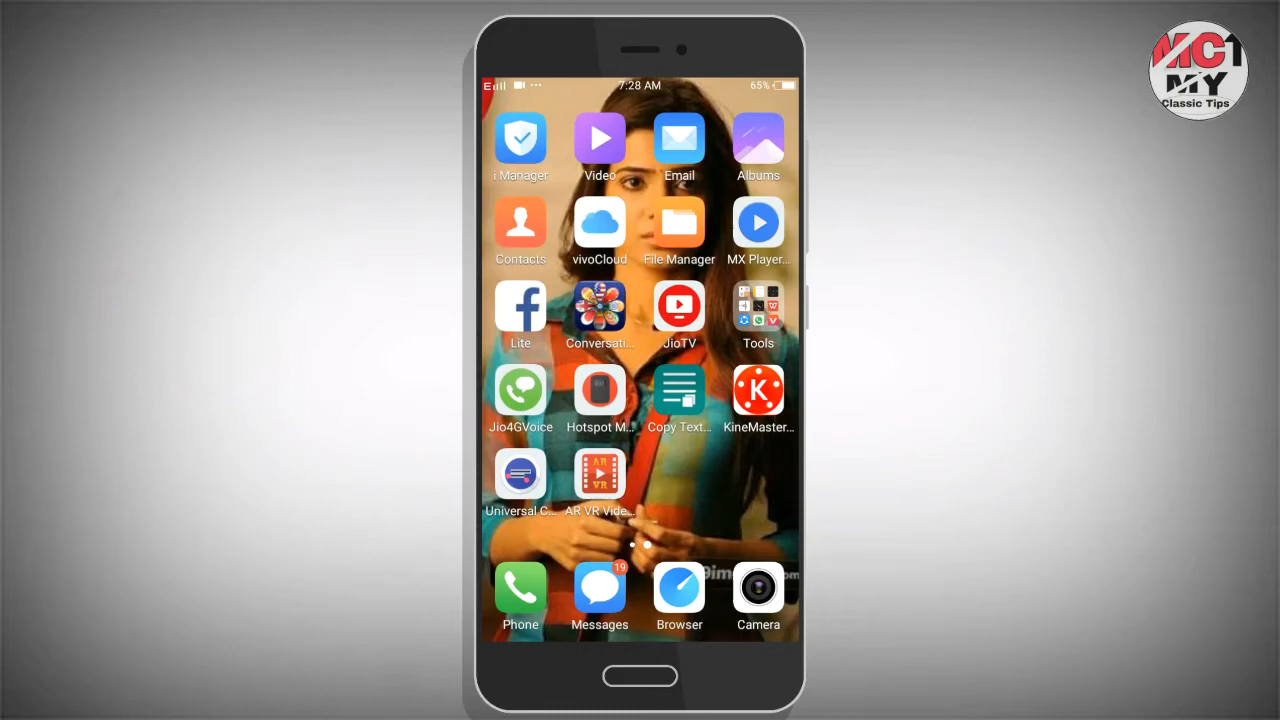 MC1
MY
Classic Tips
7:28 AM
65%
i Manager
Video
Email
Albums
Contacts
vivoCloud
File Manager
MX Player...
Lite
Conversati...
JioTV
Tools
Jio4GVoice
Hotspot M...
Copy Text...
K
KineMaster...
Universal C...
AR
VR
AR VR Vide...
19
Phone
Messages
Browser
Camera